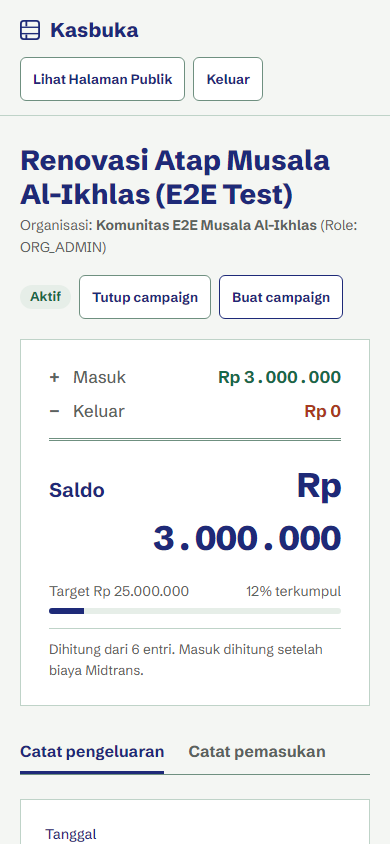 Kasbuka
Lihat Halaman Publik Keluar
Renovasi Atap Musala
Al-Ikhlas (E2E Test)
Organisasi: Komunitas E2E Musala Al-Ikhlas (Role:
ORG_ADMIN)
Aktif Tutup campaign Buat campaign
+ Masuk Rp 3.000.000
− Keluar Rp 0
Saldo Rp
3.000.000
Target Rp 25.000.000 12% terkumpul
Dihitung dari 6 entri. Masuk dihitung setelah
biaya Midtrans.
Catat pengeluaran Catat pemasukan
Tanggal